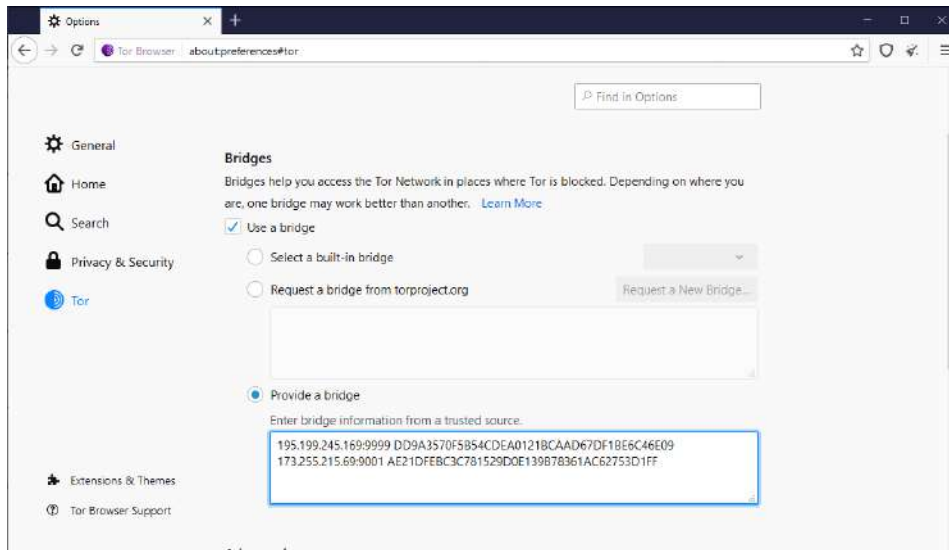 Options
Tor Browser about:preferences#tor
Find in Options
General
Home
Search
Privacy & Security
Tor
Extensions & Themes
Tor Browser Support
Bridges
Bridges help you access the Tor Network in places where Tor is blocked. Depending on where you
are, one bridge may work better than another. Learn More
Use a bridge
Select a built-in bridge
Request a bridge from torproject.org
Request a New Bridge...
Provide a bridge
Enter bridge information from a trusted source.
195.199.245.169:9999 DD9A3570F5B54CDEA0121BCAAD67DF1BE6C46E09
173.255.215.69:9001 AE21DFEBC3C781529D0E139B78361AC62753D1FF